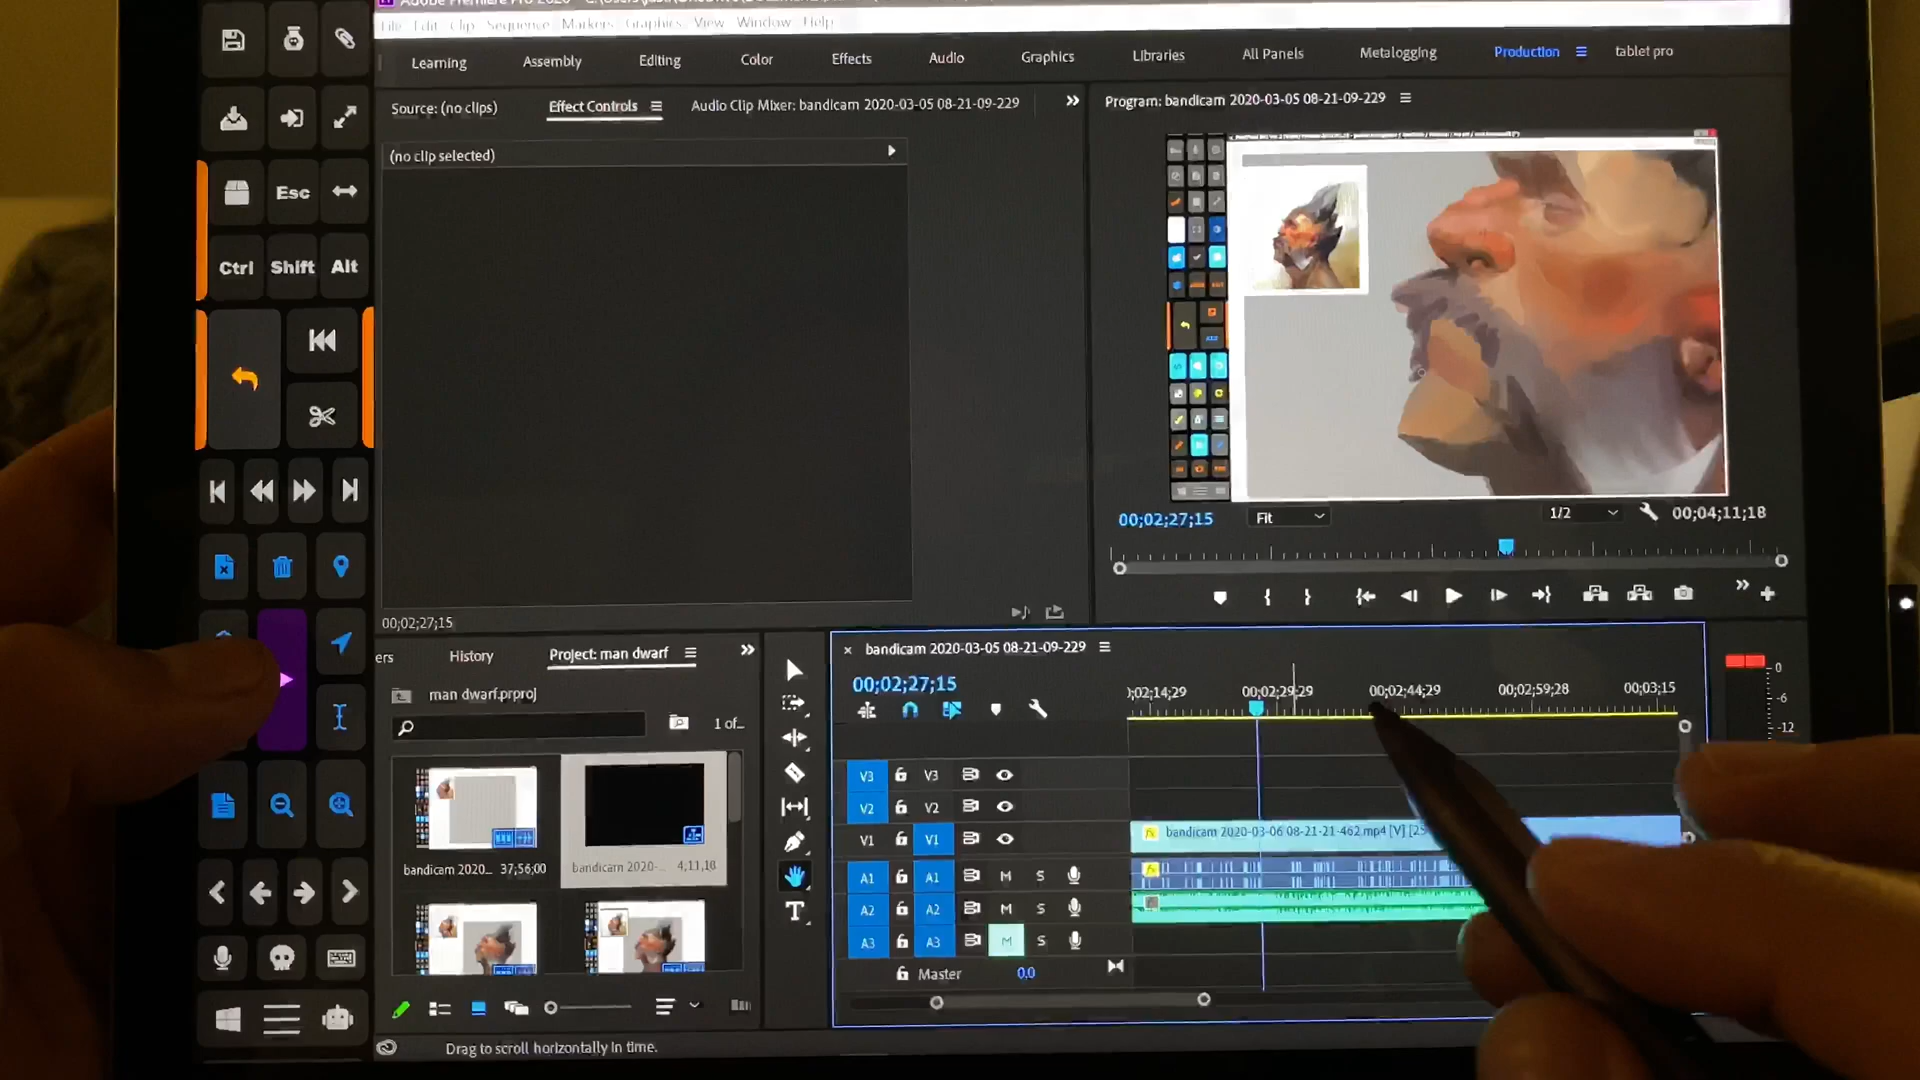 Adobe Premiere Pro 2020
File Edit Clip Sequence Markers Graphics View Window Help
Learning Assembly Editing Color Effects Audio Graphics Libraries All Panels Metalogging Production tablet pro
Source: (no clips) Effect Controls Audio Clip Mixer: bandicam 2020-03-05 08-21-09-229
Program: bandicam 2020-03-05 08-21-09-229
(no clip selected)
Esc
Ctrl Shift Alt
00;02;27;15 Fit 1/2 00;04;11;18
00;02;27;15
ers History Project: man dwarf
man dwarf.prproj
1 of...
bandicam 2020... 37;56;00
bandicam 2020-... 4;11,18
bandicam 2020-03-05 08-21-09-229
00;02;27;15
);02;14;29 00;02;29;29 00;02;44;29 00;02;59;28 00;03;15
V3 V3
V2 V2
V1 V1
bandicam 2020-03-06 08-21-21-462.mp4 [V] [25
A1 A1 M S
A2 A2 M S
A3 A3 M S
Master 0,0
0
-6
-12
T
Drag to scroll horizontally in time.